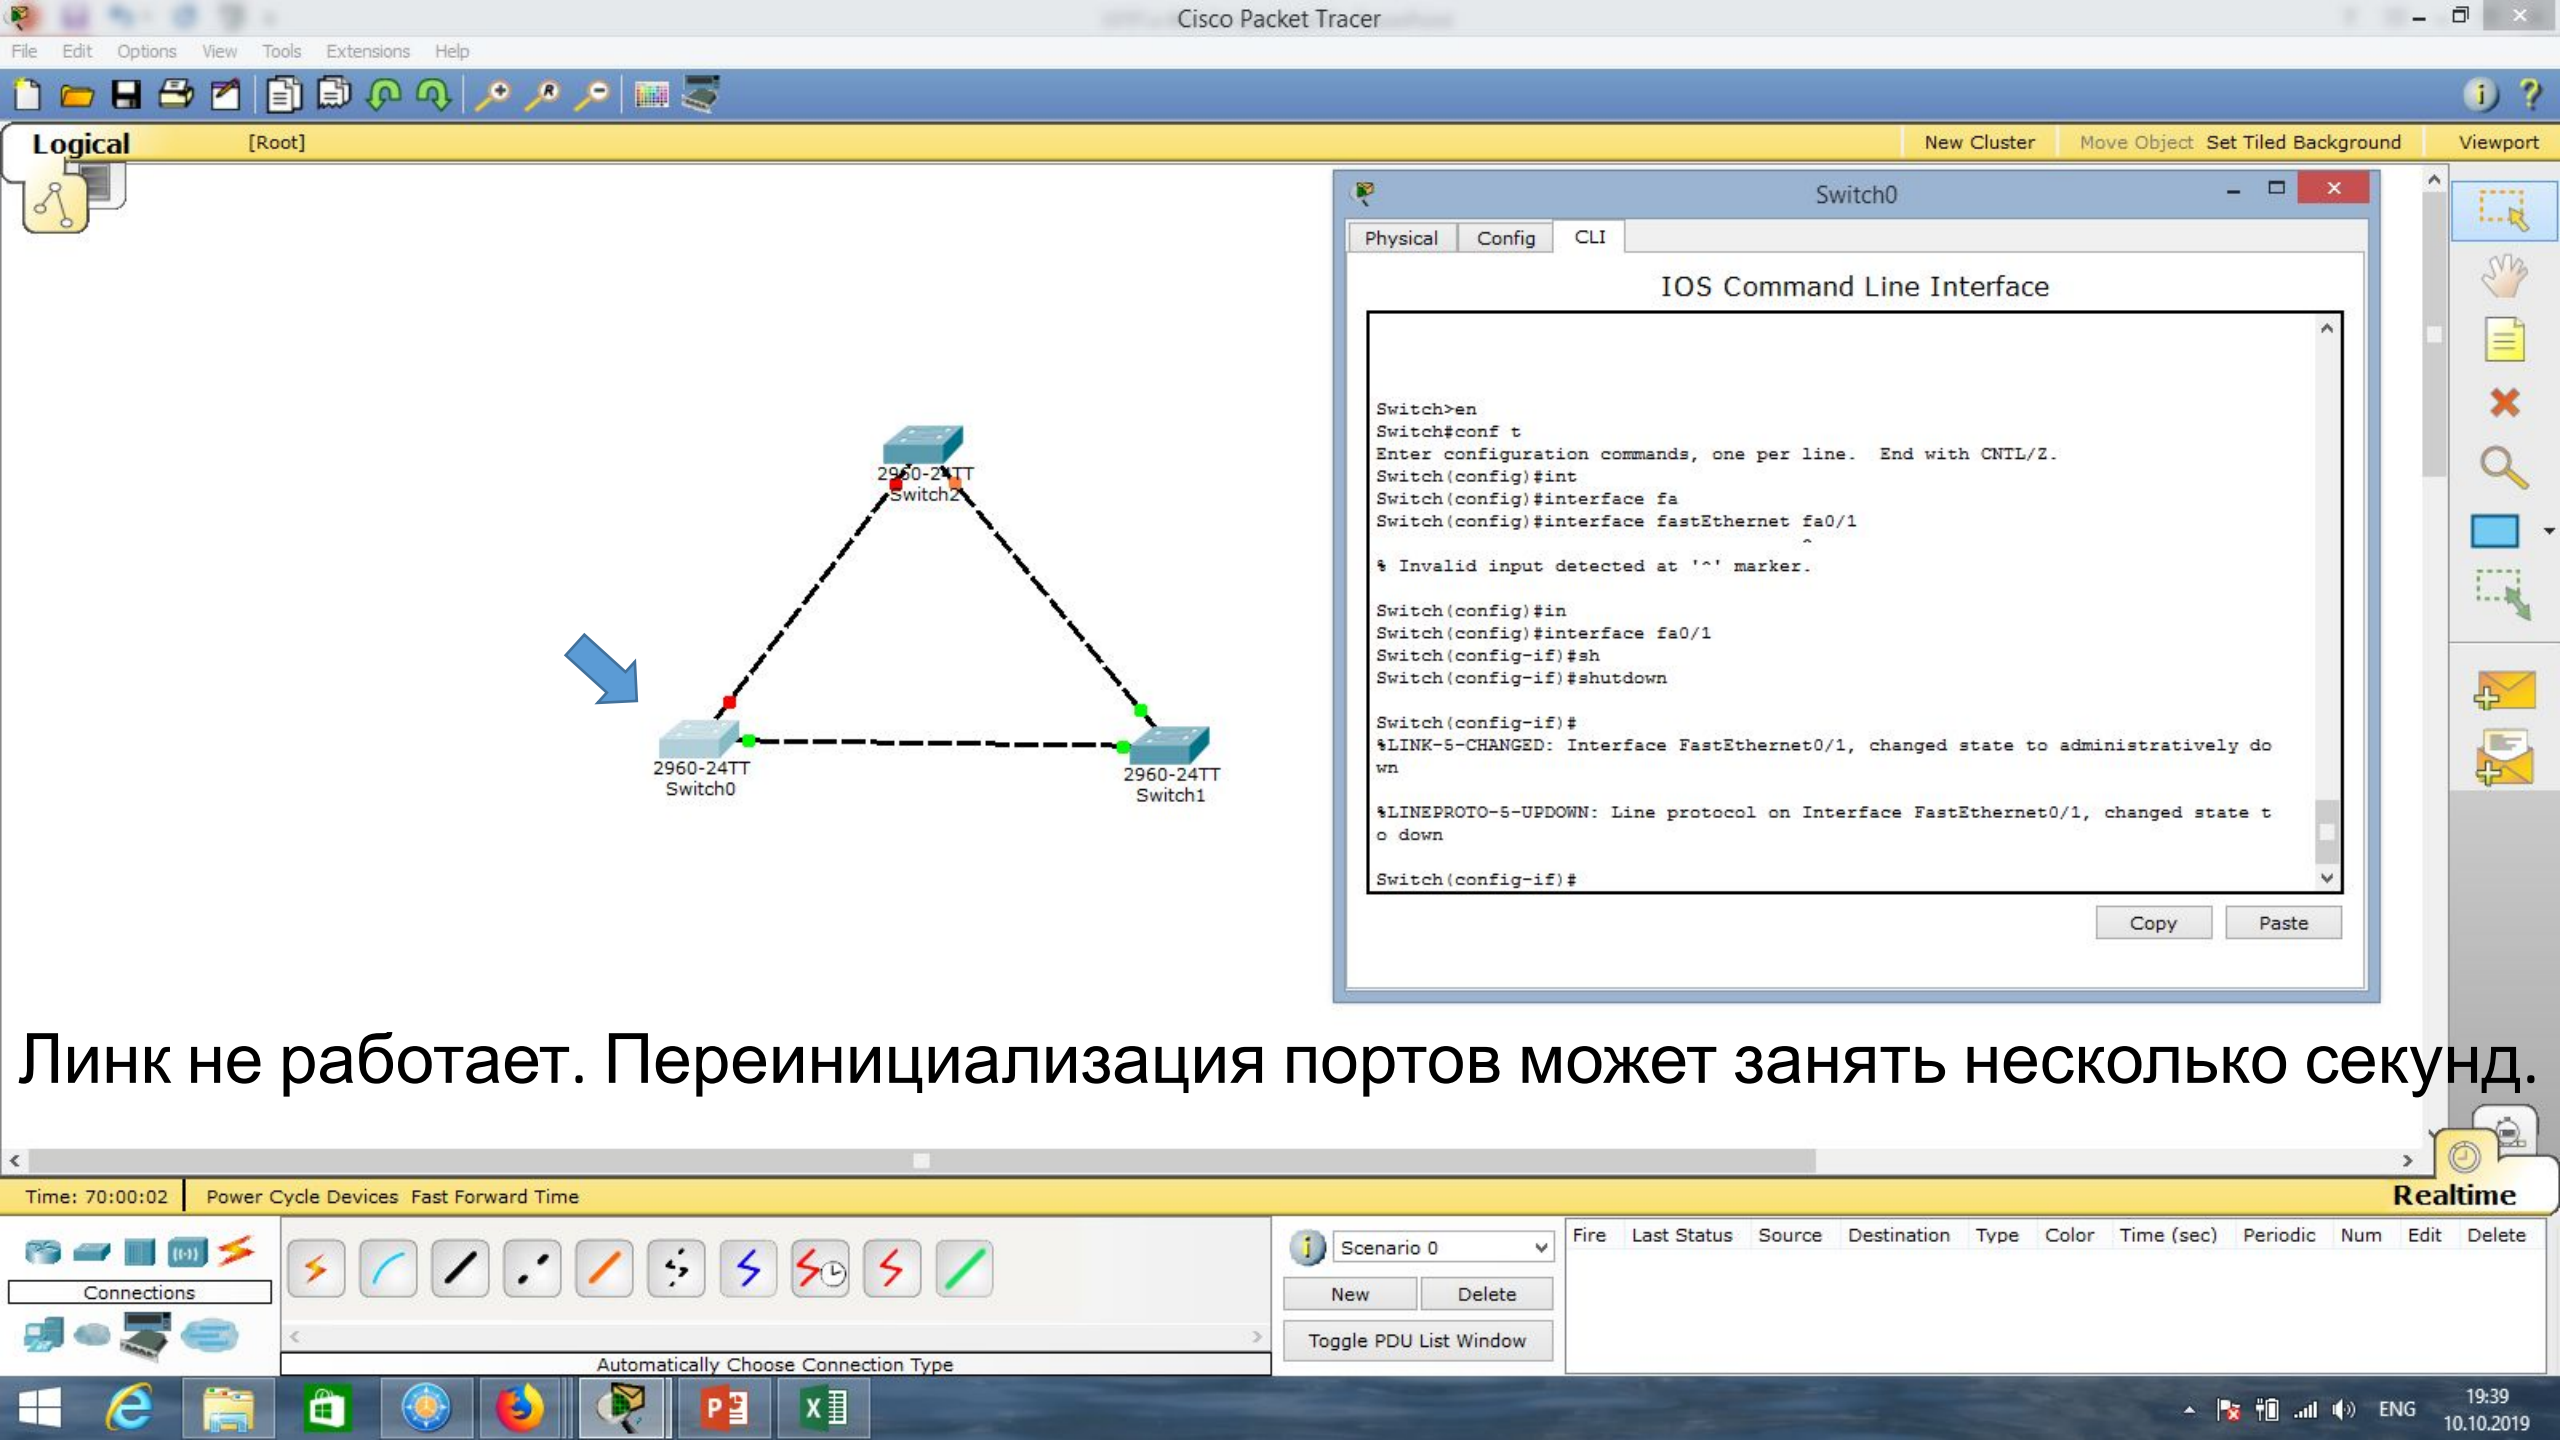 Cisco Packet Tracer
File Edit Options View Tools Extensions Help
Logical [Root] New Cluster Move Object Set Tiled Background Viewport
Switch0
Physical Config CLI
IOS Command Line Interface
Switch>en
Switch#conf t
Enter configuration commands, one per line. End with CNTL/Z.
Switch(config)#int
Switch(config)#interface fa
Switch(config)#interface fastEthernet fa0/1
^
% Invalid input detected at '^' marker.
Switch(config)#in
Switch(config)#interface fa0/1
Switch(config-if)#sh
Switch(config-if)#shutdown
Switch(config-if)#
%LINK-5-CHANGED: Interface FastEthernet0/1, changed state to administratively do
wn
%LINEPROTO-5-UPDOWN: Line protocol on Interface FastEthernet0/1, changed state t
o down
Switch(config-if)#
Copy Paste
2960-24TT
Switch2
2960-24TT
Switch0
2960-24TT
Switch1
Линк не работает. Переинициализация портов может занять несколько секунд.
Time: 70:00:02 Power Cycle Devices Fast Forward Time Realtime
Connections
Automatically Choose Connection Type
Scenario 0
New Delete
Toggle PDU List Window
Fire Last Status Source Destination Type Color Time (sec) Periodic Num Edit Delete
ENG 19:39
10.10.2019